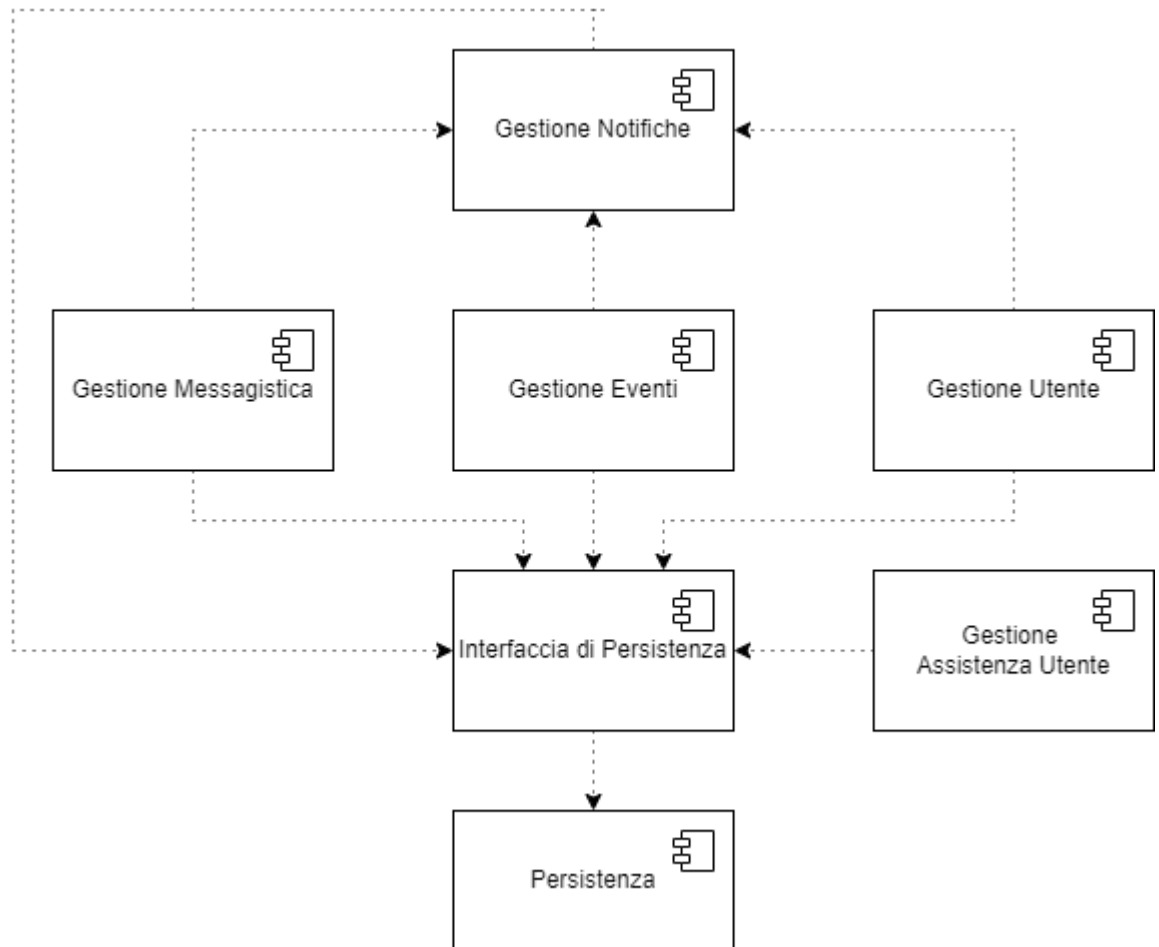 Gestione Notifiche
Gestione Messagistica
Gestione Eventi
Gestione Utente
Interfaccia di Persistenza
Gestione
Assistenza Utente
Persistenza